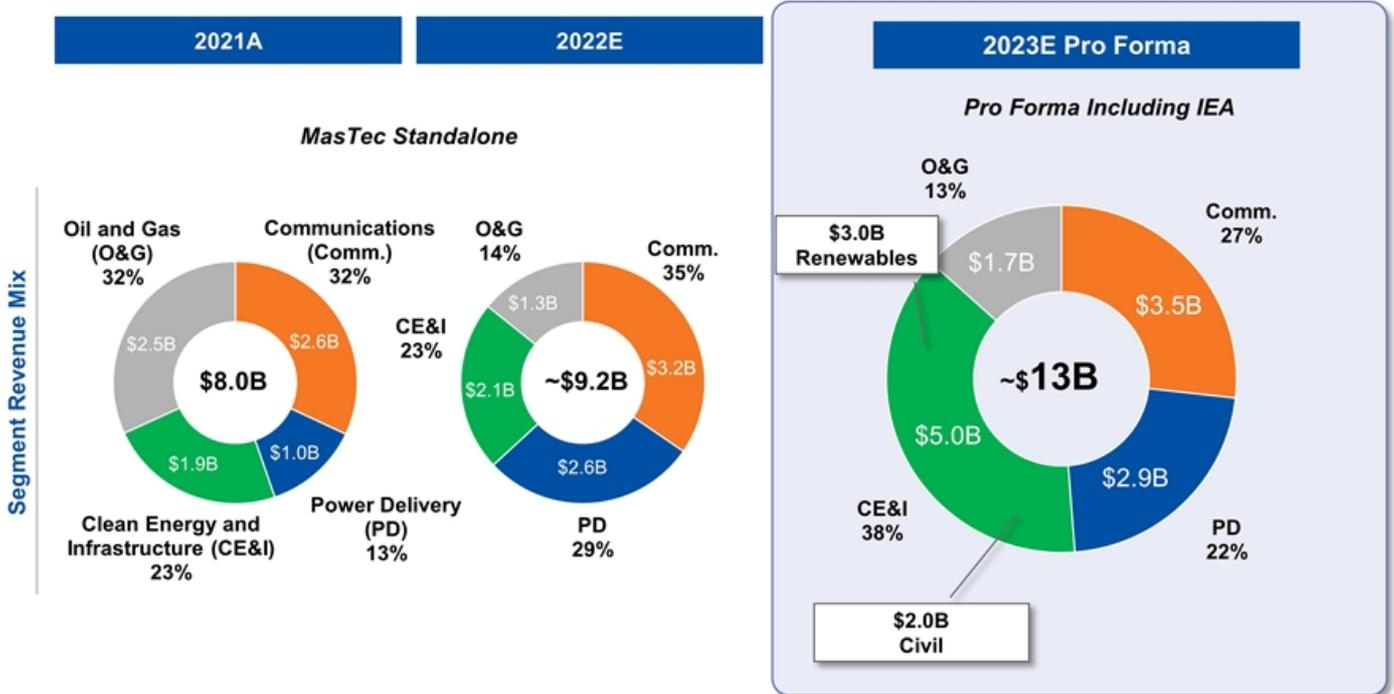 2021A
2022E
2023E Pro Forma
MasTec Standalone
Pro Forma Including IEA
Segment Revenue Mix
Oil and Gas
(O&G)
32%
Communications
(Comm.)
32%
$2.5B
$2.6B
$8.0B
$1.9B
$1.0B
Clean Energy and
Infrastructure (CE&I)
23%
Power Delivery
(PD)
13%
O&G
14%
Comm.
35%
CE&I
23%
$1.3B
$3.2B
~$9.2B
$2.1B
$2.6B
PD
29%
O&G
13%
Comm.
27%
$3.0B
Renewables
$1.7B
$3.5B
~$13B
$5.0B
$2.9B
CE&I
38%
PD
22%
$2.0B
Civil